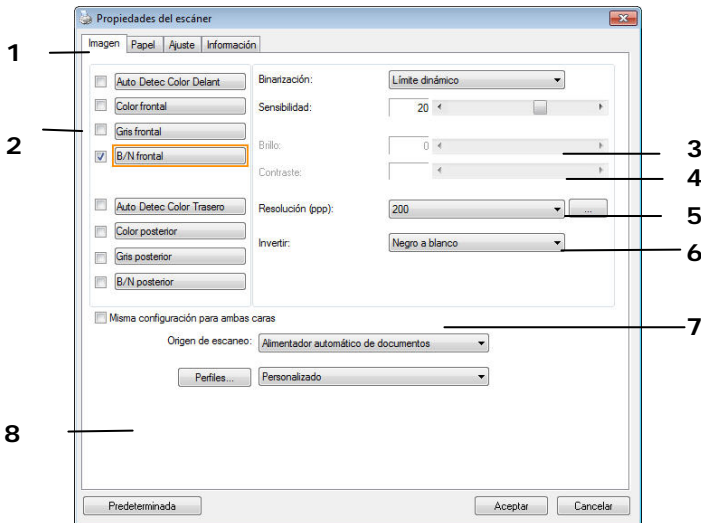 Propiedades del escáner
Imagen Papel Ajuste Información
1
Auto Detec Color Delant
Binarización: Límite dinámico
Color frontal
Sensibilidad: 20
Gris frontal
2
B/N frontal
Brillo: 0
3
Contraste:
4
Auto Detec Color Trasero
Resolución (ppp): 200 ...
5
Color posterior
Invertir: Negro a blanco
6
Gris posterior
B/N posterior
Misma configuración para ambas caras
7
Origen de escaneo: Alimentador automático de documentos
Perfiles... Personalizado
8
Predeterminada Aceptar Cancelar